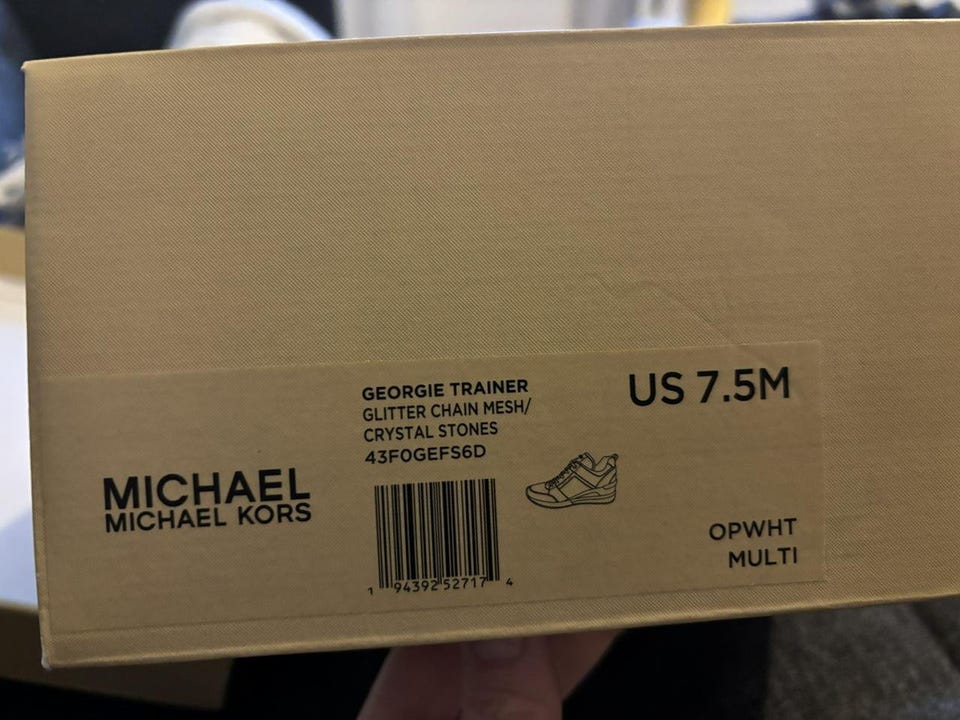 MICHAEL
MICHAEL KORS
GEORGIE TRAINER
GLITTER CHAIN MESH/
CRYSTAL STONES
43F0GEFS6D
1 94392 52717 4
US 7.5M
OPWHT
MULTI